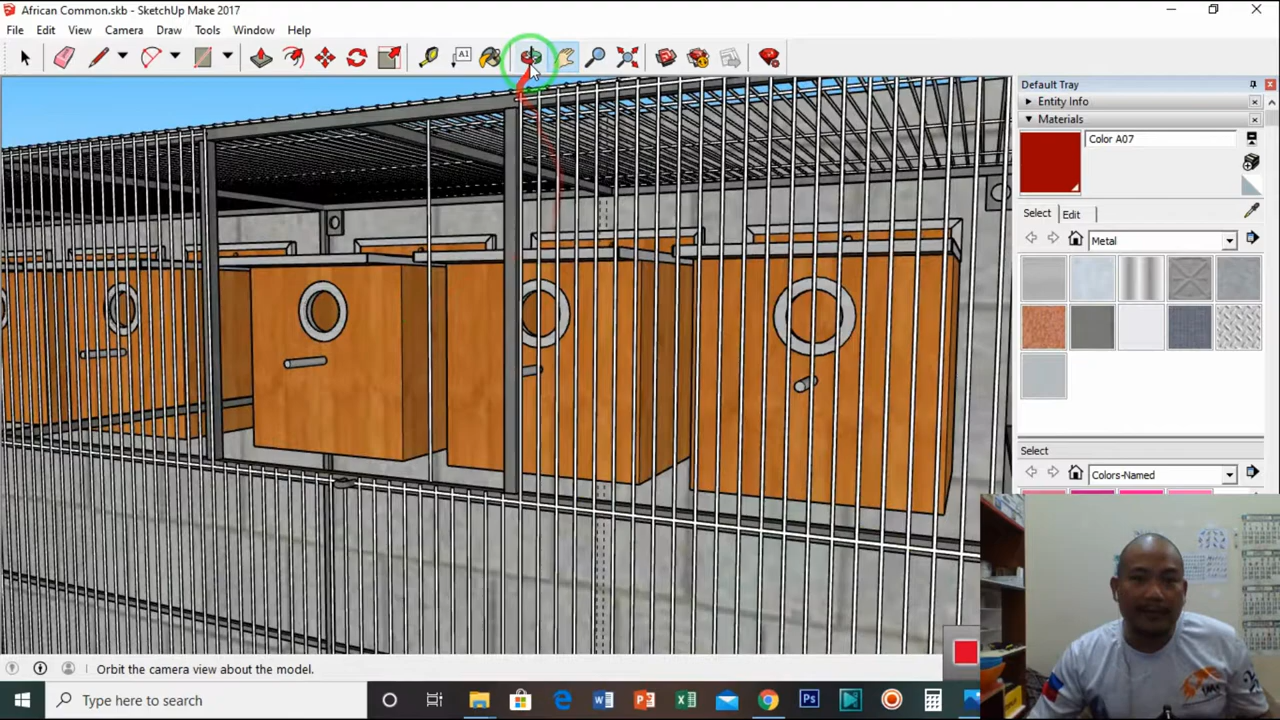 African Common.skb - SketchUp Make 2017
File Edit View Camera Draw Tools Window Help
A1
Default Tray
Entity Info
Materials
Color A07
Select Edit
Metal
Select
Colors-Named
Orbit the camera view about the model.
Type here to search